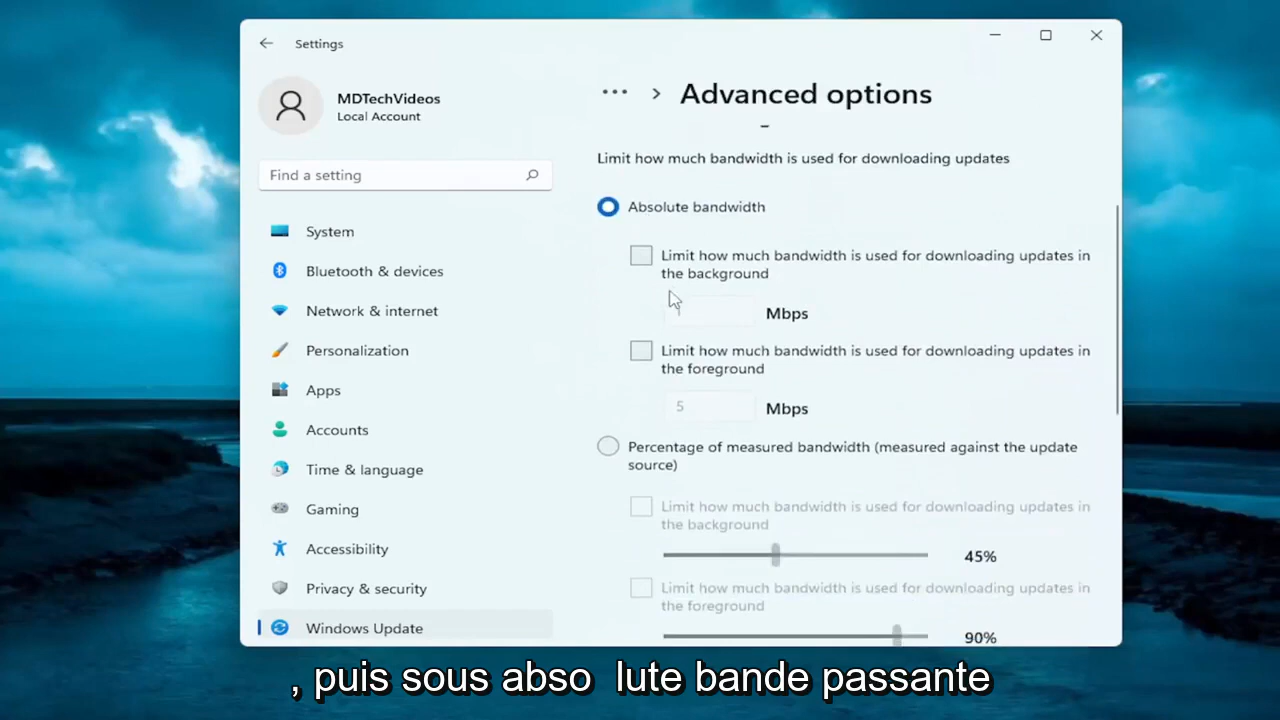 Settings
MDTechVideos
Local Account
Find a setting
System
Bluetooth & devices
Network & internet
Personalization
Apps
Accounts
Time & language
Gaming
Accessibility
Privacy & security
Windows Update
... > Advanced options
Limit how much bandwidth is used for downloading updates
Absolute bandwidth
Limit how much bandwidth is used for downloading updates in
the background
Mbps
Limit how much bandwidth is used for downloading updates in
the foreground
5 Mbps
Percentage of measured bandwidth (measured against the update
source)
Limit how much bandwidth is used for downloading updates in
the background
45%
Limit how much bandwidth is used for downloading updates in
the foreground
90%
, puis sous abso lute bande passante